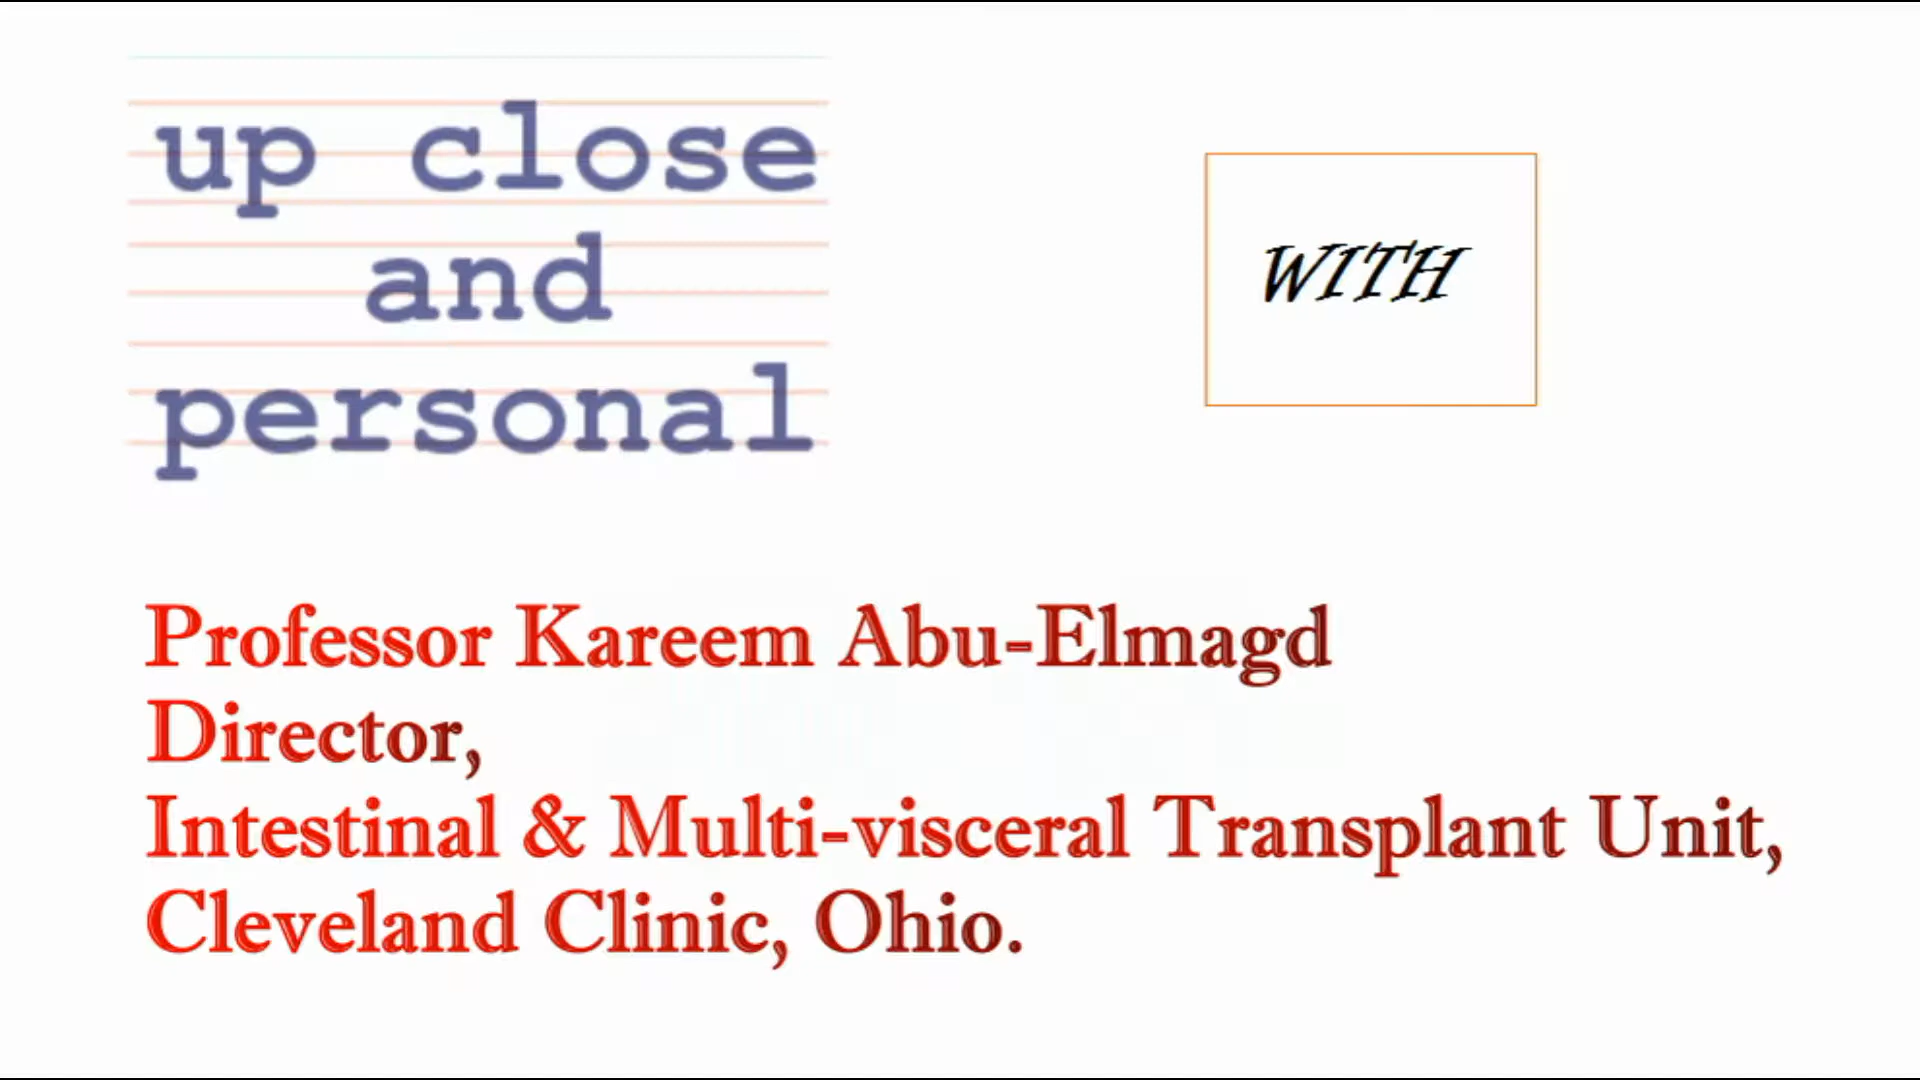 up close
and
personal
WITH
Professor Kareem Abu-Elmagd
Director,
Intestinal & Multi-visceral Transplant Unit,
Cleveland Clinic, Ohio.